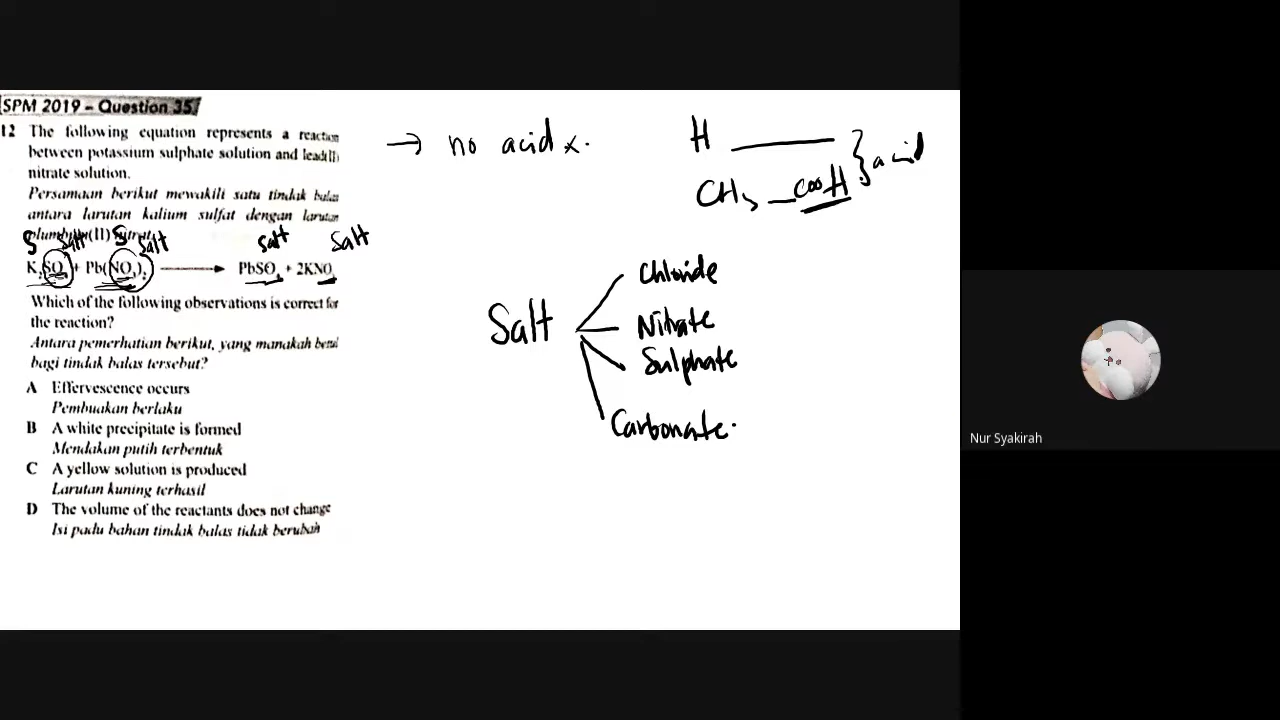 SPM 2019 – Question 35
12 The following equation represents a reaction
between potassium sulphate solution and lead(II)
nitrate solution.
Persamaan berikut mewakili satu tindak balas
antara larutan kalium sulfat dengan larutan
plumbum(II) nitrat.
S Salt S Salt Salt Salt
K₂SO₄ + Pb(NO₃)₂ → PbSO₄ + 2KNO₃
Which of the following observations is correct for
the reaction?
Antara pemerhatian berikut, yang manakah betul
bagi tindak balas tersebut?
A Effervescence occurs
Pembuakan berlaku
B A white precipitate is formed
Mendakan putih terbentuk
C A yellow solution is produced
Larutan kuning terhasil
D The volume of the reactants does not change
Isi padu bahan tindak balas tidak berubah
→ no acid x.
H
CH₃ COOH
acid
Salt
Chloride
Nitrate
Sulphate
Carbonate.
Nur Syakirah